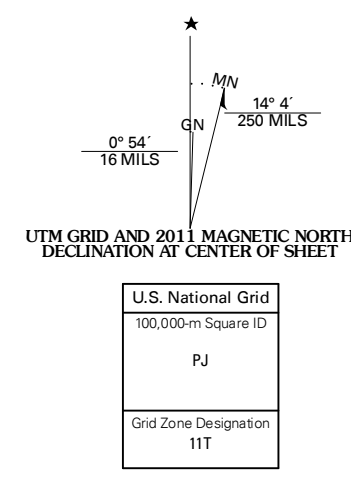 MN
GN
14° 4´
250 MILS
0° 54´
16 MILS
UTM GRID AND 2011 MAGNETIC NORTH
DECLINATION AT CENTER OF SHEET
U.S. National Grid
100,000-m Square ID
PJ
Grid Zone Designation
11T